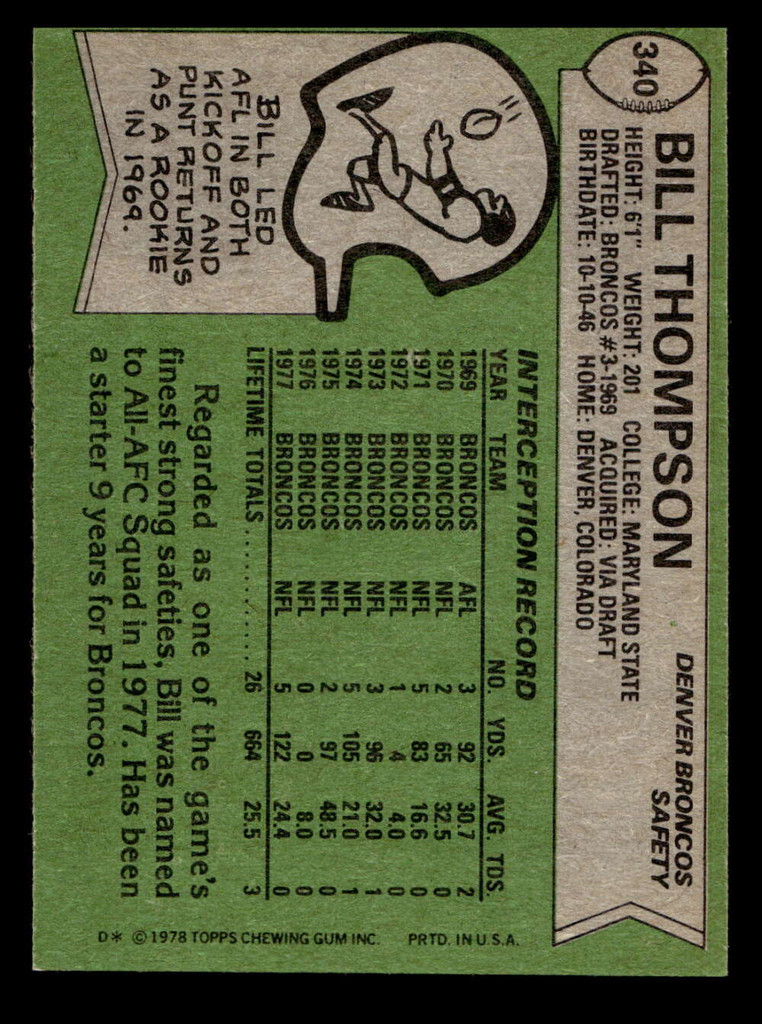 340
BILL THOMPSON
DENVER BRONCOS
SAFETY
HEIGHT: 6'1" WEIGHT: 201 COLLEGE: MARYLAND STATE
DRAFTED: BRONCOS #3-1969 ACQUIRED: VIA DRAFT
BIRTHDATE: 10-10-46 HOME: DENVER, COLORADO
BILL LED
AFL IN BOTH
KICKOFF AND
PUNT RETURNS
AS A ROOKIE
IN 1969.
INTERCEPTION RECORD
YEAR TEAM NO. YDS. AVG. TDS.
1969 BRONCOS AFL 3 92 30.7 2
1970 BRONCOS NFL 2 65 32.5 0
1971 BRONCOS NFL 5 83 16.6 0
1972 BRONCOS NFL 1 4 4.0 0
1973 BRONCOS NFL 3 96 32.0 1
1974 BRONCOS NFL 5 105 21.0 1
1975 BRONCOS NFL 2 97 48.5 0
1976 BRONCOS NFL 0 0 8.0 0
1977 BRONCOS NFL 5 122 24.4 0
LIFETIME TOTALS .......... 26 664 25.5 3
Regarded as one of the game's
finest strong safeties, Bill was named
to All-AFC Squad in 1977. Has been
a starter 9 years for Broncos.
D* © 1978 TOPPS CHEWING GUM INC. PRTD. IN U.S.A.